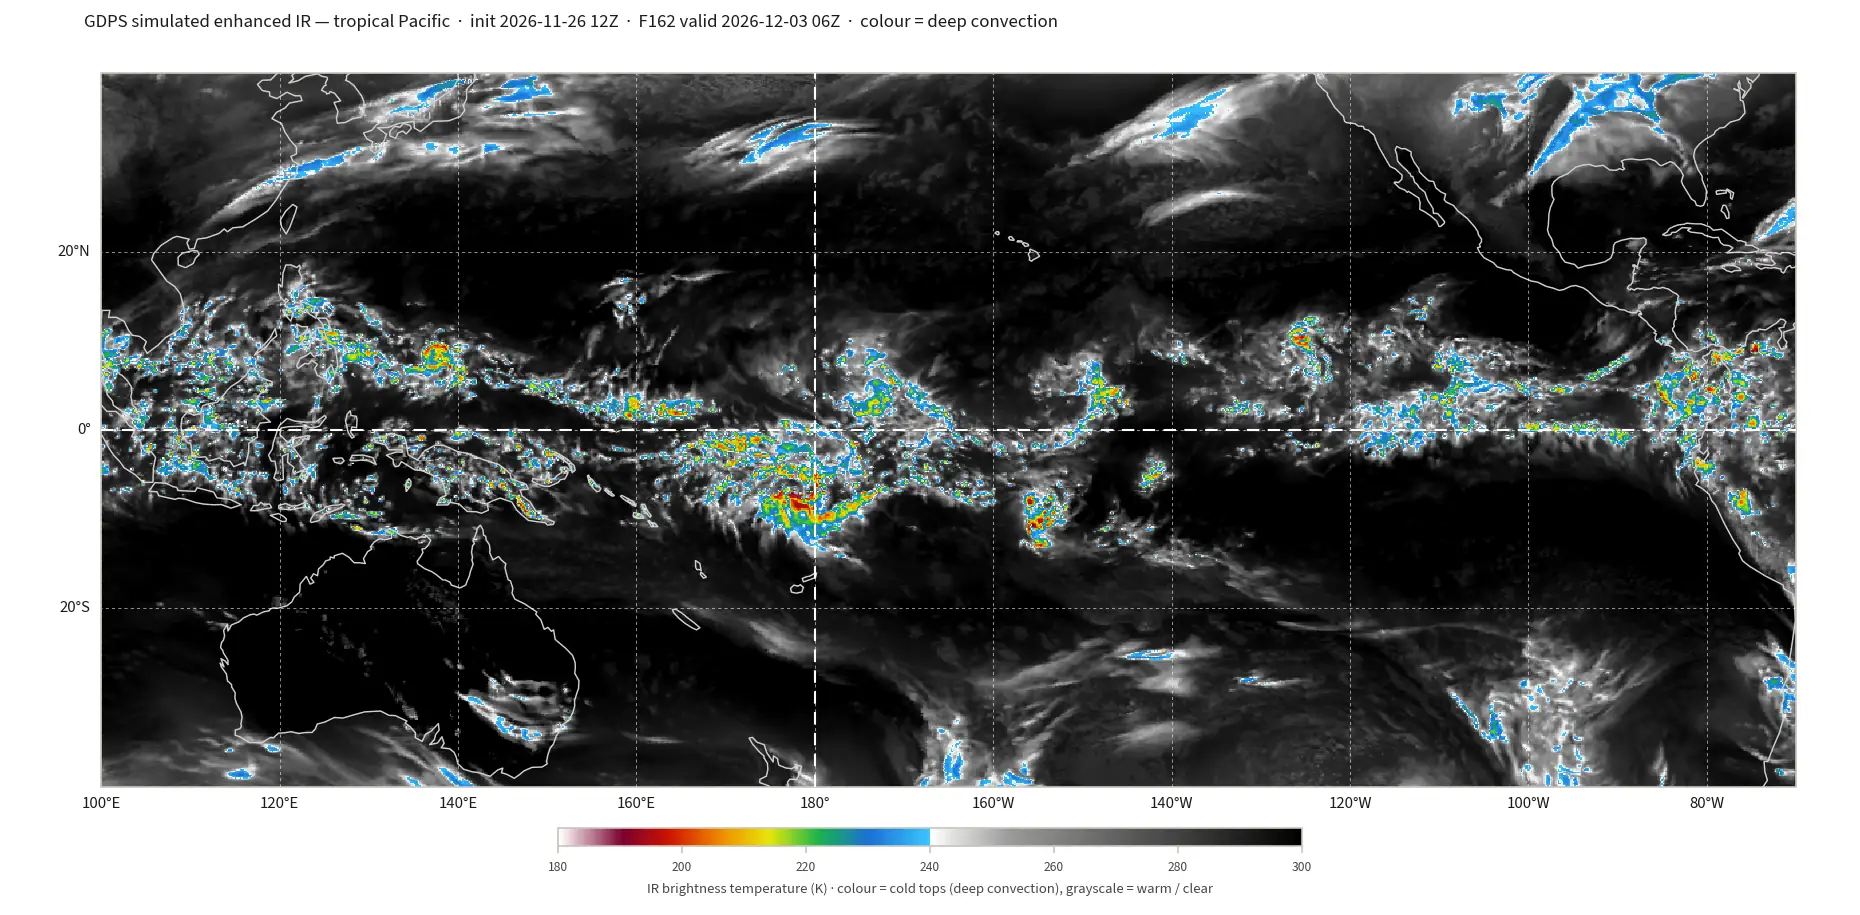 GDPS simulated enhanced IR — tropical Pacific · init 2026-11-26 12Z · F162 valid 2026-12-03 06Z · colour = deep convection
20°N
0°
20°S
100°E 120°E 140°E 160°E 180° 160°W 140°W 120°W 100°W 80°W
180 200 220 240 260 280 300
IR brightness temperature (K) · colour = cold tops (deep convection), grayscale = warm / clear